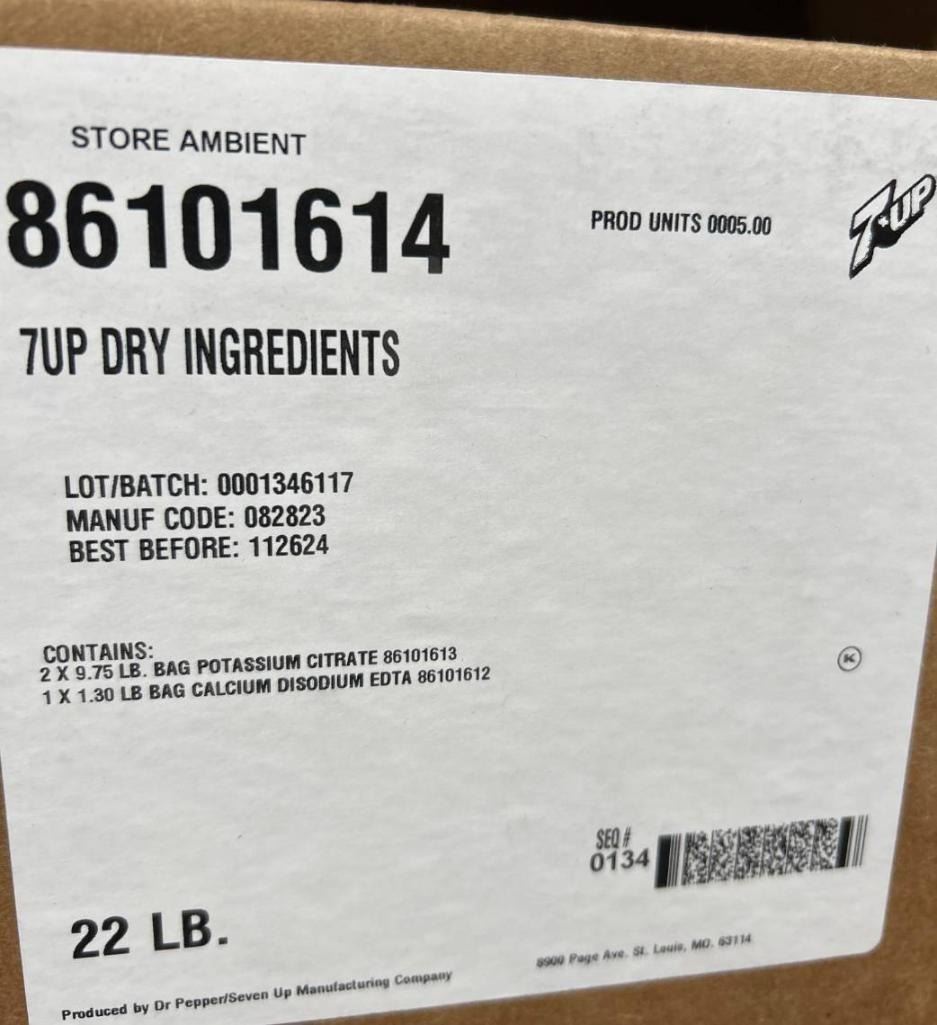 STORE AMBIENT
86101614
PROD UNITS 0005.00
7UP
7UP DRY INGREDIENTS
LOT/BATCH: 0001346117
MANUF CODE: 082823
BEST BEFORE: 112624
CONTAINS:
2 X 9.75 LB. BAG POTASSIUM CITRATE 86101613
1 X 1.30 LB BAG CALCIUM DISODIUM EDTA 86101612
K
SEQ #
0134
22 LB.
8900 Page Ave. St. Louis, MO. 63114
Produced by Dr Pepper/Seven Up Manufacturing Company